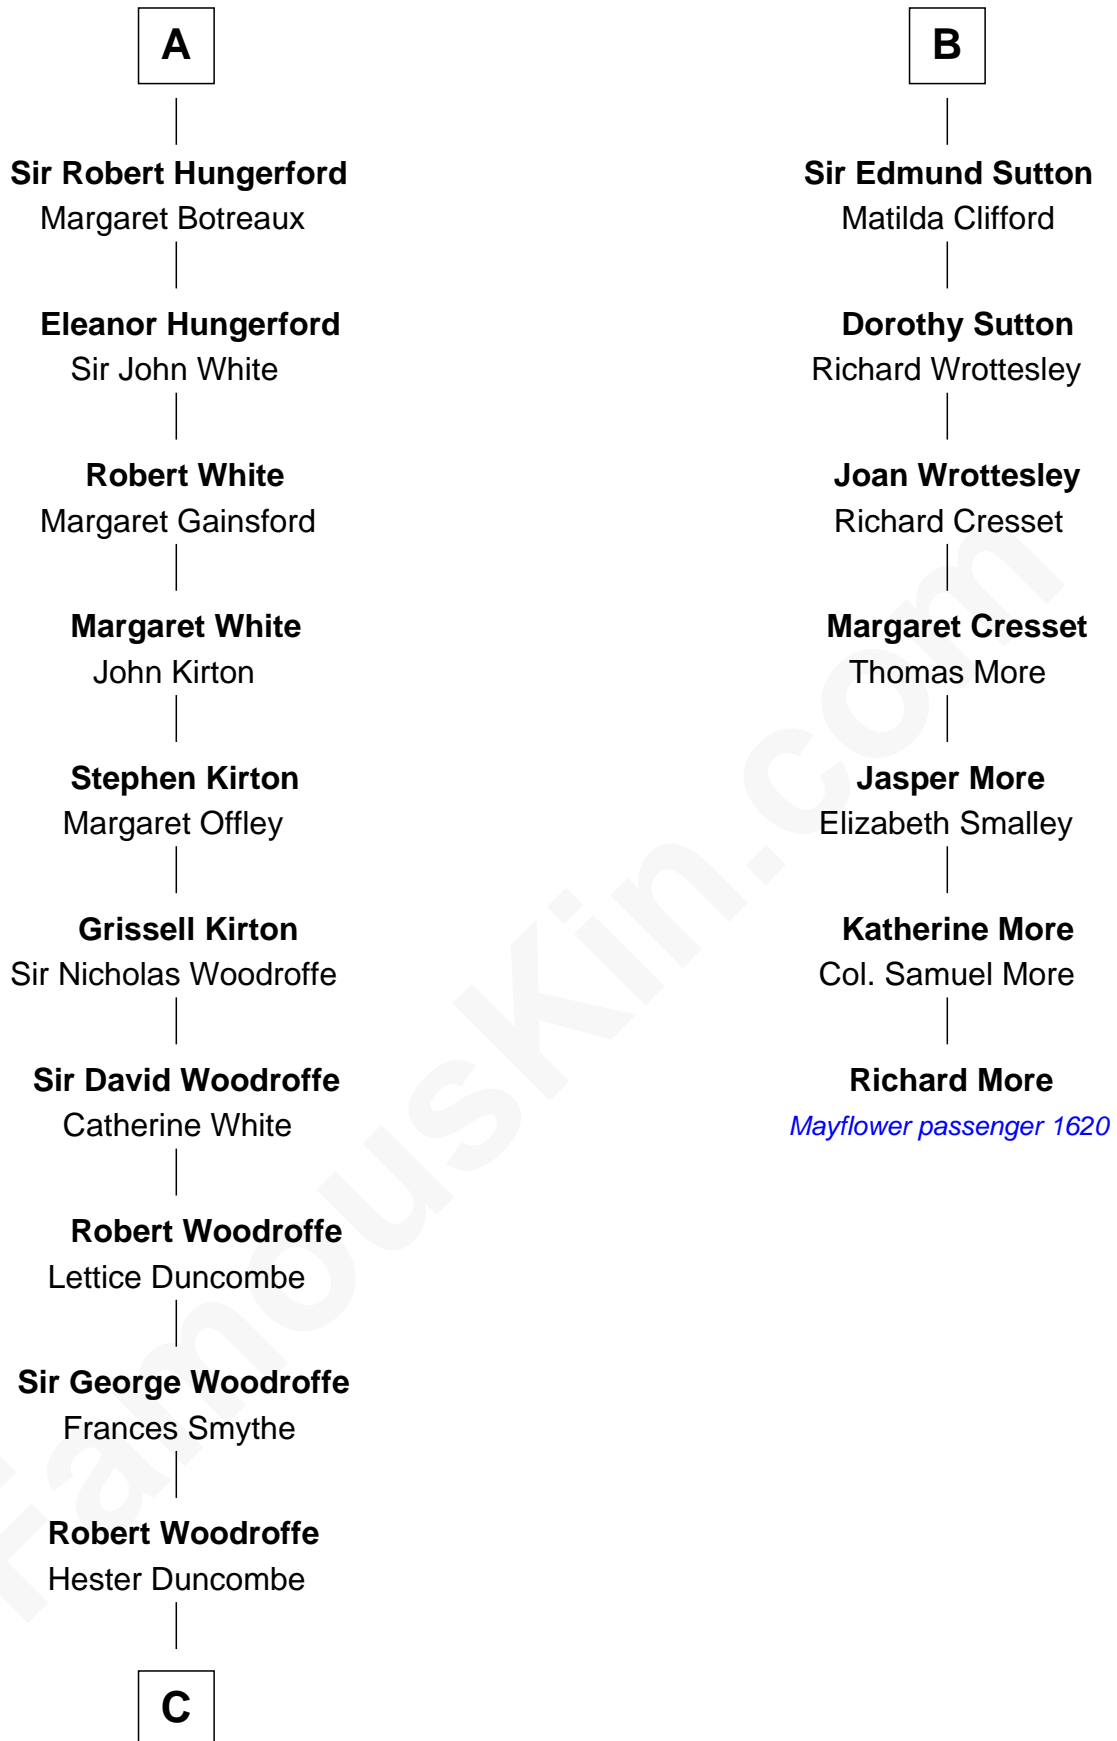 A
Sir Robert Hungerford
Margaret Botreaux
Eleanor Hungerford
Sir John White
Robert White
Margaret Gainsford
Margaret White
John Kirton
Stephen Kirton
Margaret Offley
Grissell Kirton
Sir Nicholas Woodroffe
Sir David Woodroffe
Catherine White
Robert Woodroffe
Lettice Duncombe
Sir George Woodroffe
Frances Smythe
Robert Woodroffe
Hester Duncombe
C
B
Sir Edmund Sutton
Matilda Clifford
Dorothy Sutton
Richard Wrottesley
Joan Wrottesley
Richard Cresset
Margaret Cresset
Thomas More
Jasper More
Elizabeth Smalley
Katherine More
Col. Samuel More
Richard More
Mayflower passenger 1620
FamousKin.com